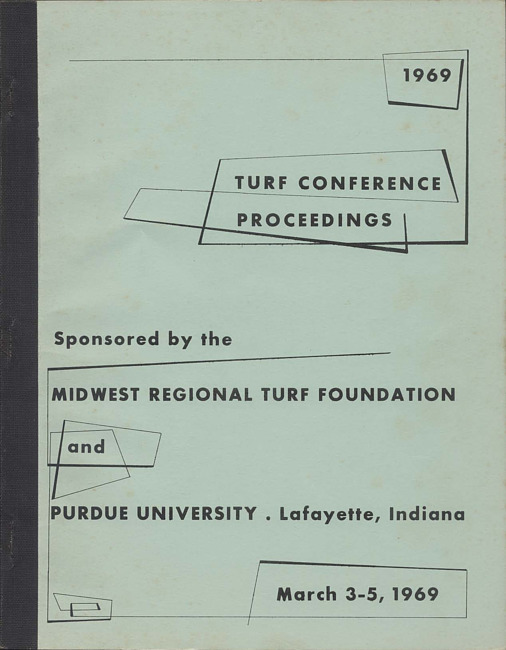 1969
TURF CONFERENCE
PROCEEDINGS
Sponsored by the
MIDWEST REGIONAL TURF FOUNDATION
and
PURDUE UNIVERSITY . Lafayette, Indiana
March 3-5, 1969